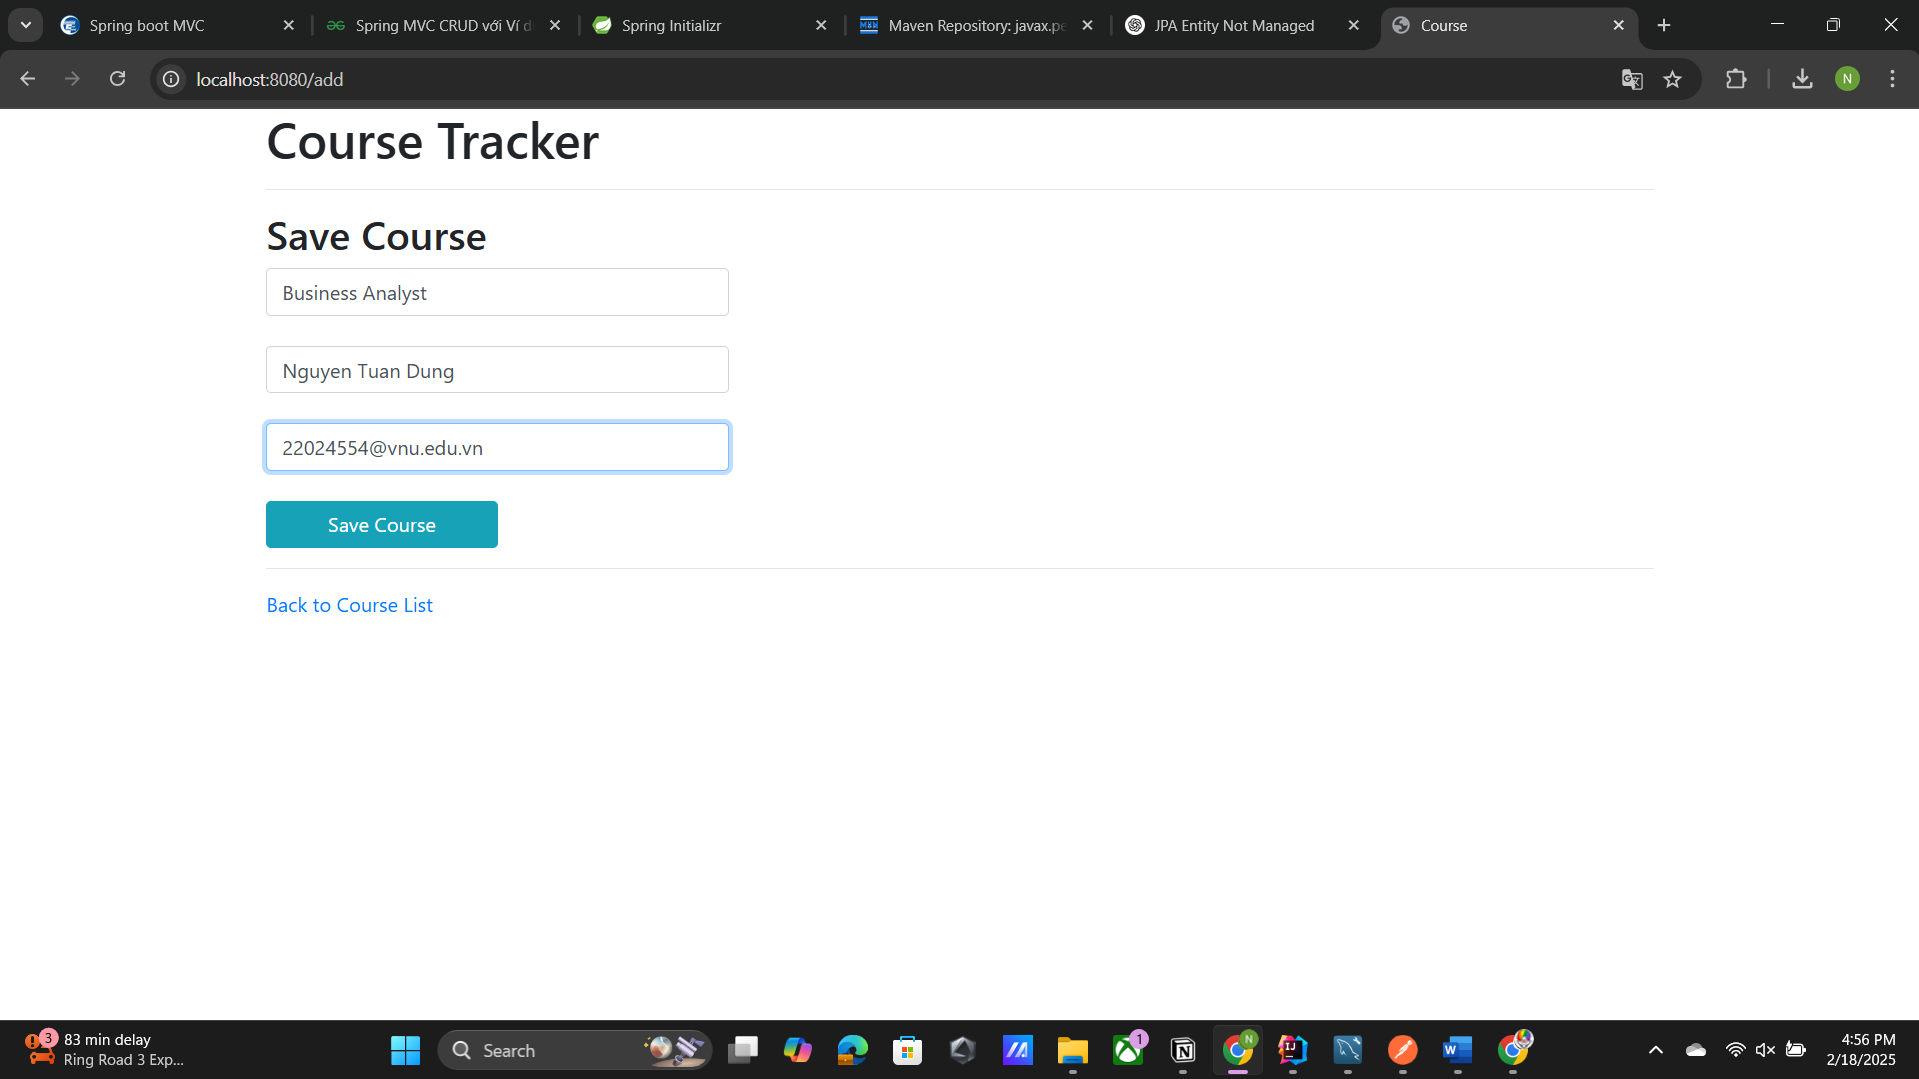 Spring boot MVC
Spring MVC CRUD với Ví d
Spring Initializr
Maven Repository: javax.pe
JPA Entity Not Managed
Course
localhost:8080/add
N
Course Tracker
Save Course
Business Analyst
Nguyen Tuan Dung
22024554@vnu.edu.vn
Save Course
Back to Course List
3
83 min delay
Ring Road 3 Exp...
Search
1
N
4:56 PM
2/18/2025